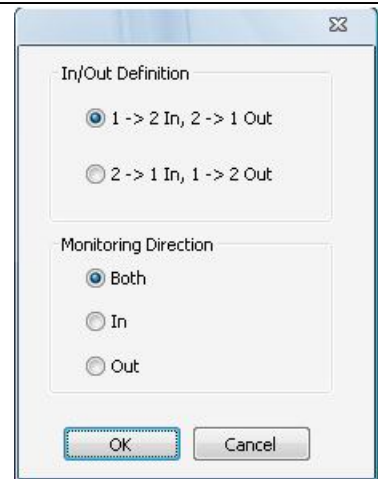 In/Out Definition
1 -> 2 In, 2 -> 1 Out
2 -> 1 In, 1 -> 2 Out
Monitoring Direction
Both
In
Out
OK Cancel